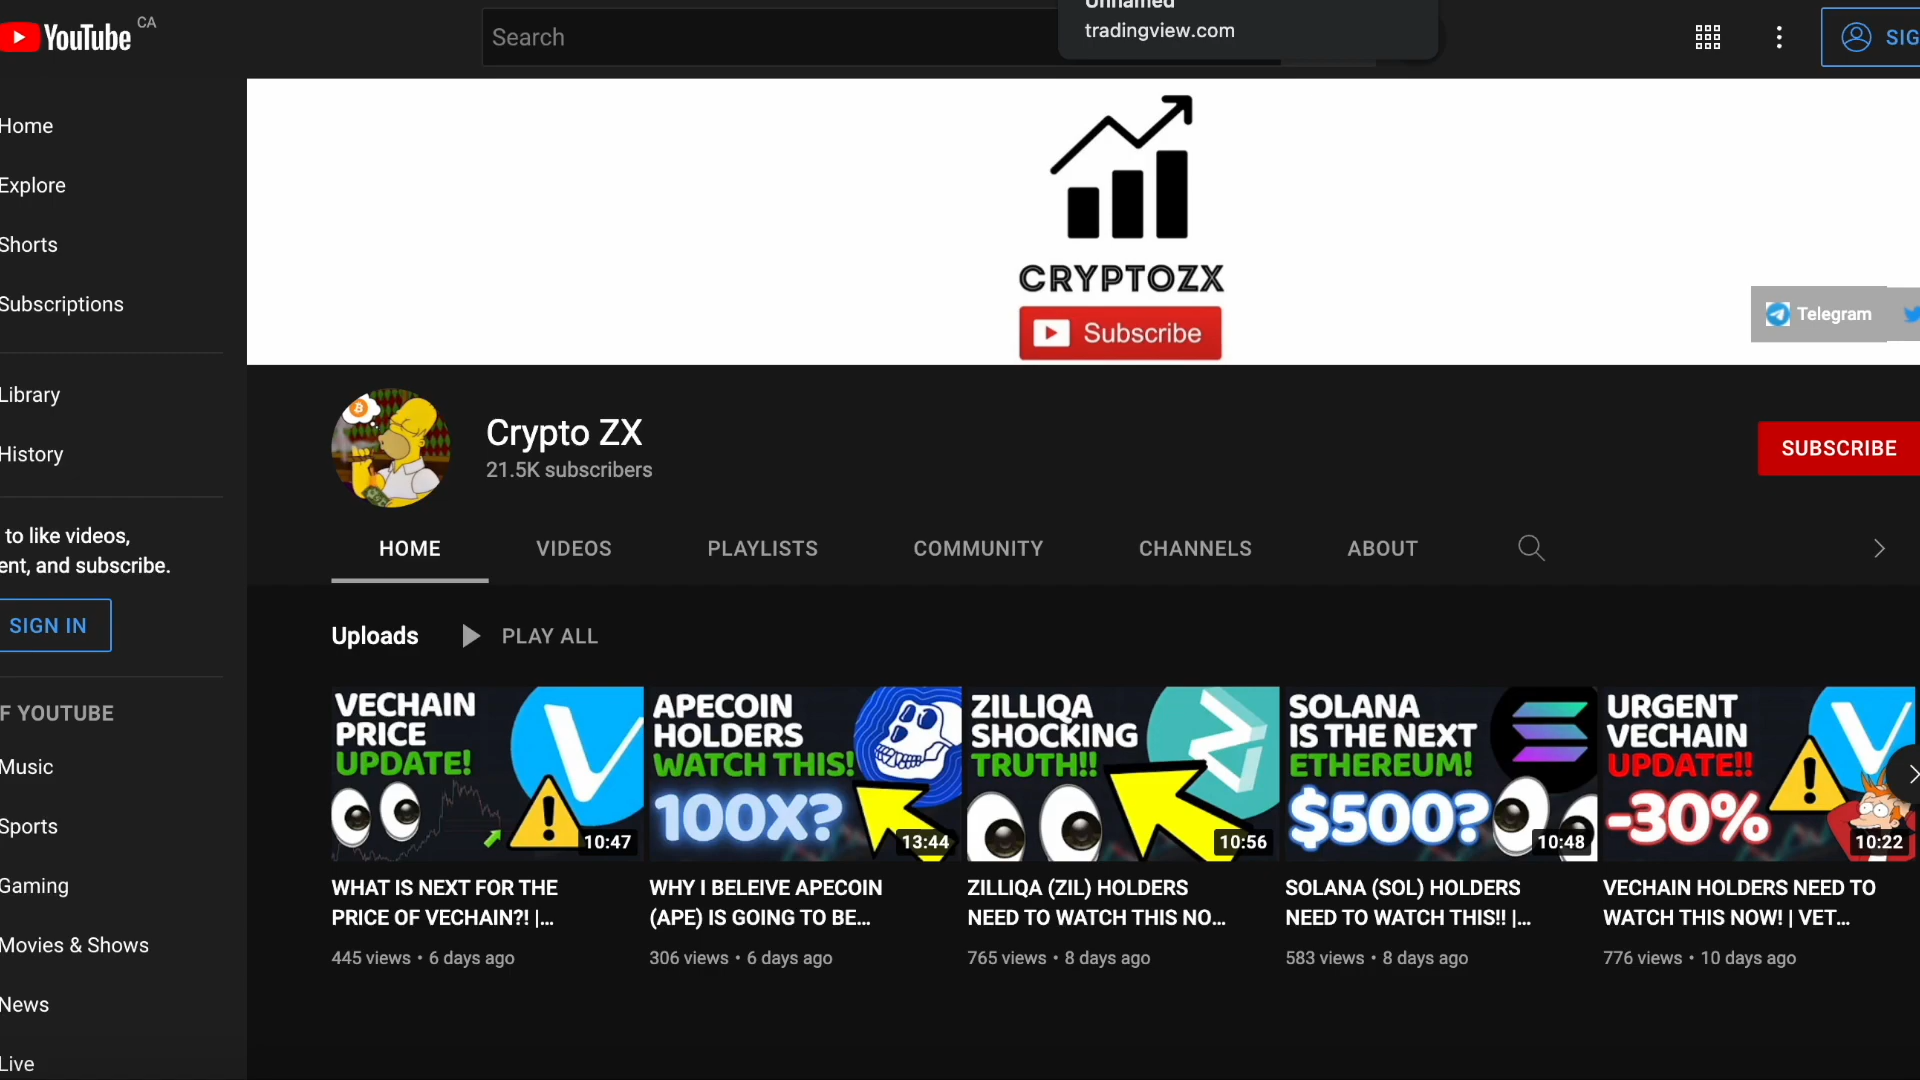 Unnamed
tradingview.com
YouTube CA
Search
SIG
Home
Explore
Shorts
Subscriptions
Library
History
to like videos,
ent, and subscribe.
SIGN IN
F YOUTUBE
Music
Sports
Gaming
Movies & Shows
News
Live
CRYPTOZX
Subscribe
Telegram
Crypto ZX
21.5K subscribers
SUBSCRIBE
HOME
VIDEOS
PLAYLISTS
COMMUNITY
CHANNELS
ABOUT
Uploads
PLAY ALL
VECHAIN
PRICE
UPDATE!
10:47
WHAT IS NEXT FOR THE
PRICE OF VECHAIN?! |...
445 views • 6 days ago
APECOIN
HOLDERS
WATCH THIS!
100X?
13:44
WHY I BELEIVE APECOIN
(APE) IS GOING TO BE...
306 views • 6 days ago
ZILLIQA
SHOCKING
TRUTH!!
10:56
ZILLIQA (ZIL) HOLDERS
NEED TO WATCH THIS NO...
765 views • 8 days ago
SOLANA
IS THE NEXT
ETHEREUM!
$500?
10:48
SOLANA (SOL) HOLDERS
NEED TO WATCH THIS!! |...
583 views • 8 days ago
URGENT
VECHAIN
UPDATE!!
-30%
10:22
VECHAIN HOLDERS NEED TO
WATCH THIS NOW! | VET...
776 views • 10 days ago